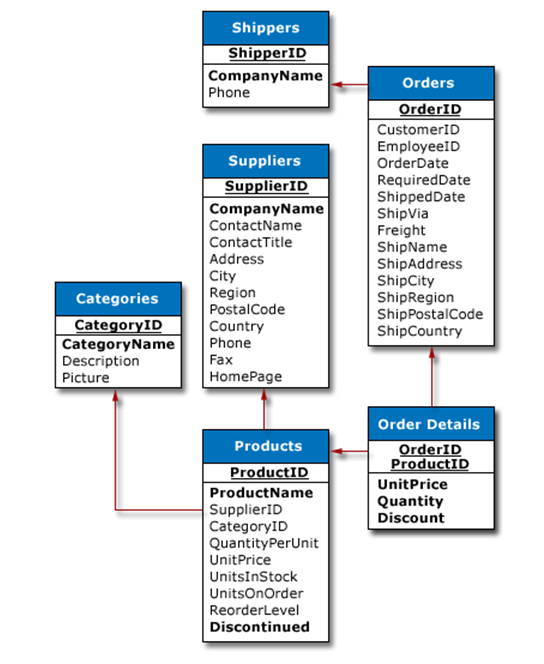 Shippers
ShipperID
CompanyName
Phone
Orders
OrderID
CustomerID
EmployeeID
OrderDate
RequiredDate
ShippedDate
ShipVia
Freight
ShipName
ShipAddress
ShipCity
ShipRegion
ShipPostalCode
ShipCountry
Suppliers
SupplierID
CompanyName
ContactName
ContactTitle
Address
City
Region
PostalCode
Country
Phone
Fax
HomePage
Categories
CategoryID
CategoryName
Description
Picture
Products
ProductID
ProductName
SupplierID
CategoryID
QuantityPerUnit
UnitPrice
UnitsInStock
UnitsOnOrder
ReorderLevel
Discontinued
Order Details
OrderID
ProductID
UnitPrice
Quantity
Discount